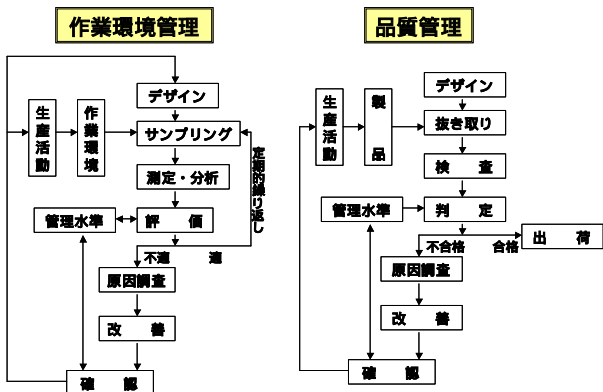 作業環境管理
デザイン
生産活動
作業環境
サンプリング
定期的繰り返し
測定・分析
管理水準
評　価
不適　適
原因調査
改　善
確　認
品質管理
デザイン
生産活動
製　品
抜き取り
検　査
管理水準
判　定
不合格　合格
出　荷
原因調査
改　善
確　認